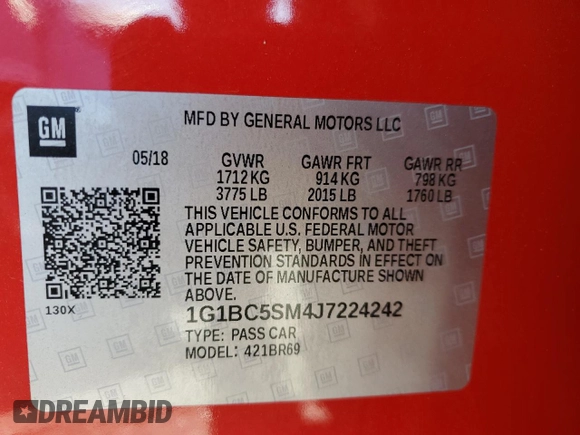 GM
MFD BY GENERAL MOTORS LLC
05/18 GVWR GAWR FRT GAWR RR
1712 KG 914 KG 798 KG
3775 LB 2015 LB 1760 LB
THIS VEHICLE CONFORMS TO ALL
APPLICABLE U.S. FEDERAL MOTOR
VEHICLE SAFETY, BUMPER, AND THEFT
PREVENTION STANDARDS IN EFFECT ON
THE DATE OF MANUFACTURE SHOWN
ABOVE.
130X
1G1BC5SM4J7224242
TYPE: PASS CAR
MODEL: 421BR69
DREAMBID